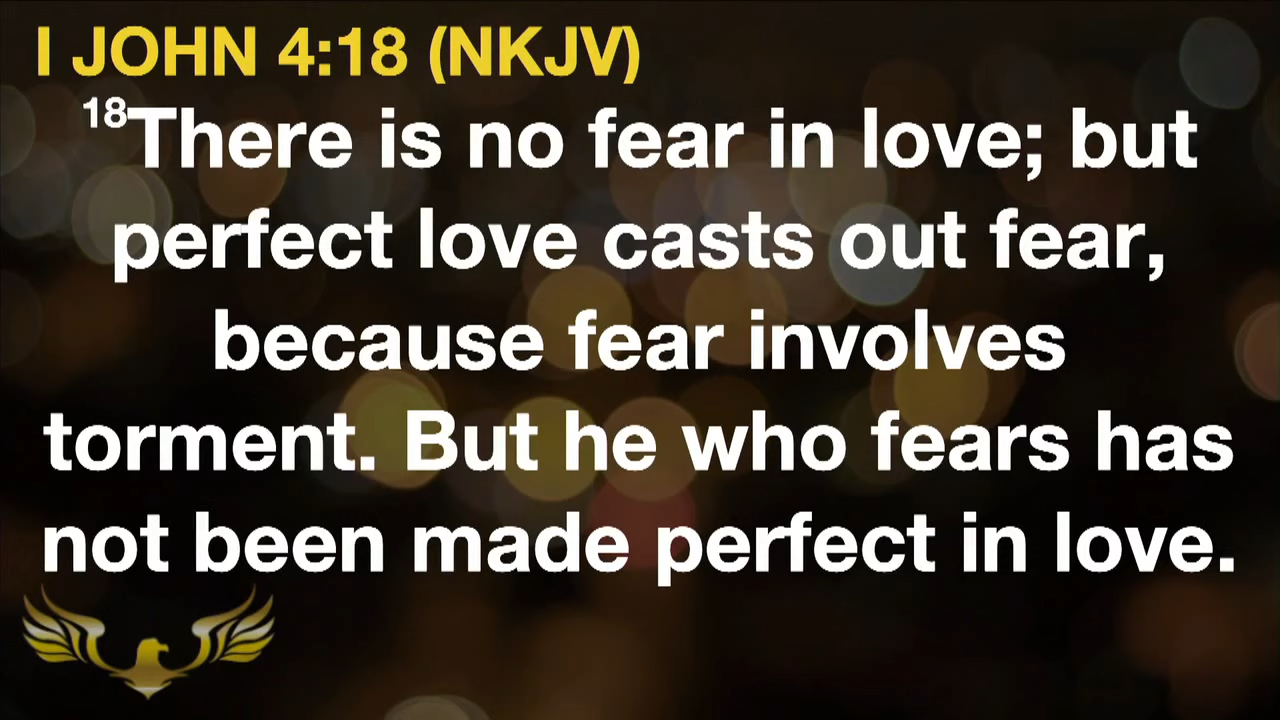 I JOHN 4:18 (NKJV)
18There is no fear in love; but
perfect love casts out fear,
because fear involves
torment. But he who fears has
not been made perfect in love.